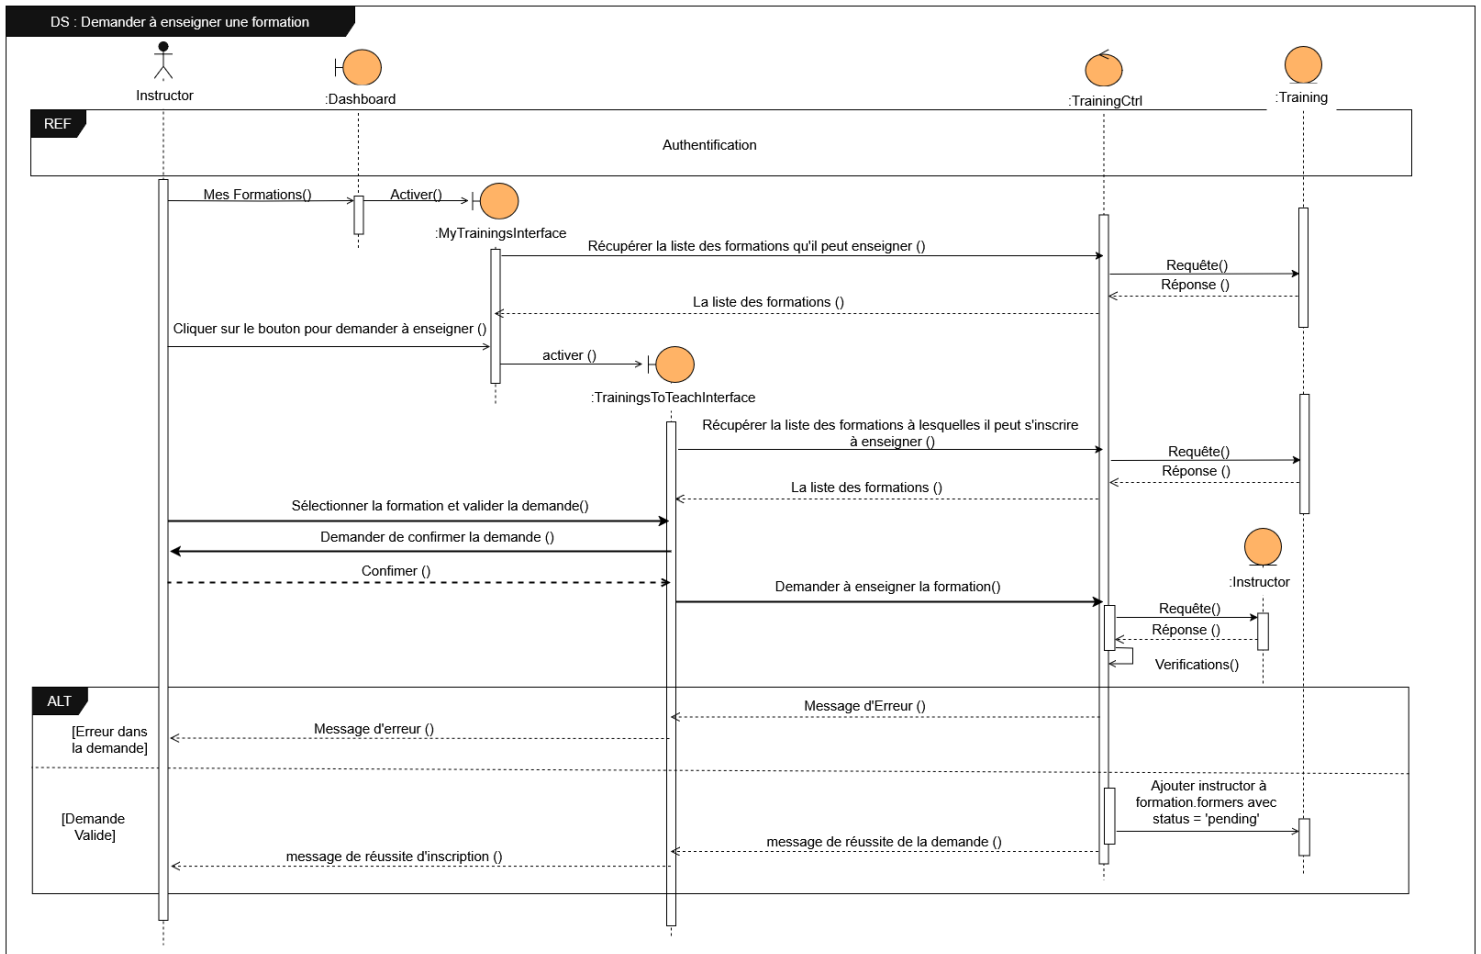 DS : Demander à enseigner une formation
Instructor
:Dashboard
:TrainingCtrl
:Training
REF
Authentification
Mes Formations()
Activer()
:MyTrainingsInterface
Récupérer la liste des formations qu'il peut enseigner ()
Requête()
Réponse ()
La liste des formations ()
Cliquer sur le bouton pour demander à enseigner ()
activer ()
:TrainingsToTeachInterface
Récupérer la liste des formations à lesquelles il peut s'inscrire
à enseigner ()
Requête()
Réponse ()
La liste des formations ()
Sélectionner la formation et valider la demande()
Demander de confirmer la demande ()
Confimer ()
:Instructor
Demander à enseigner la formation()
Requête()
Réponse ()
Verifications()
ALT
Message d'Erreur ()
[Erreur dans
la demande]
Message d'erreur ()
Ajouter instructor à
formation.formers avec
status = 'pending'
[Demande
Valide]
message de réussite de la demande ()
message de réussite d'inscription ()